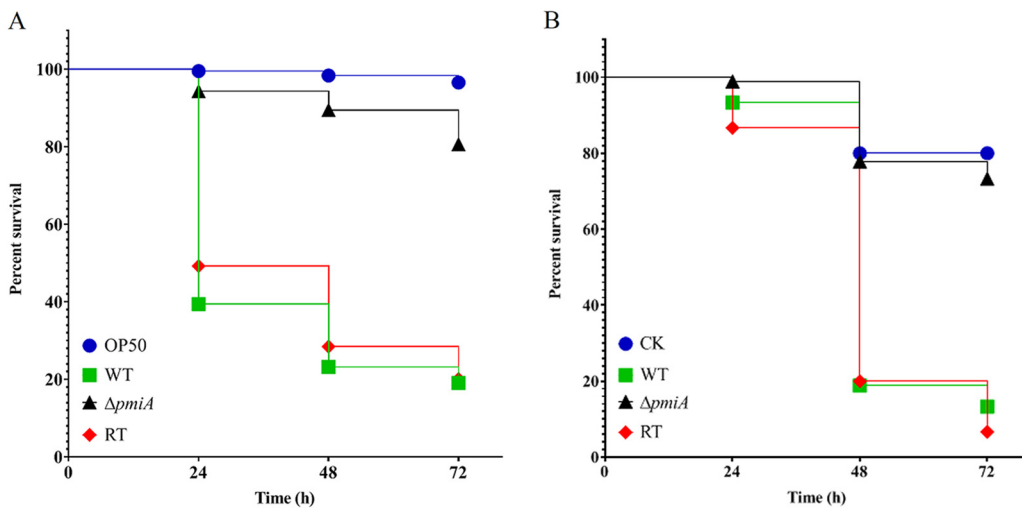 A
Percent survival
100
80
60
40
20
0
0
24
48
72
Time (h)
OP50
WT
ΔpmiA
RT
B
Percent survival
100
80
60
40
20
0
0
24
48
72
Time (h)
CK
WT
ΔpmiA
RT